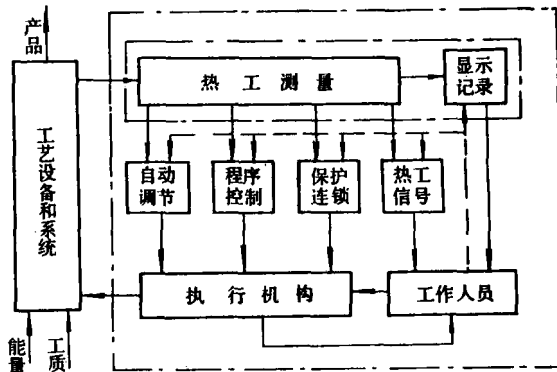 产品
热工测量
显示
记录
工艺设备和系统
自动
调节
程序
控制
保护
连锁
热工
信号
执行机构
工作人员
能量
工质